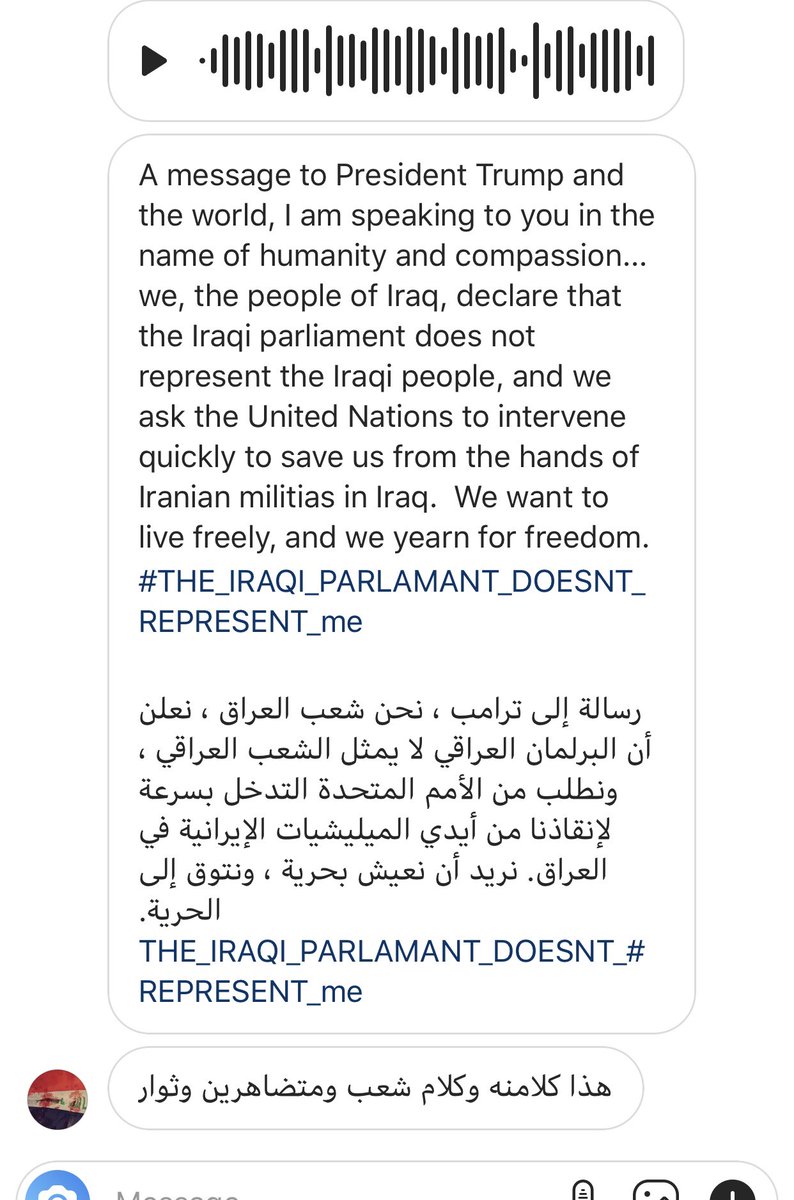 A message to President Trump and
the world, I am speaking to you in the
name of humanity and compassion...
we, the people of Iraq, declare that
the Iraqi parliament does not
represent the Iraqi people, and we
ask the United Nations to intervene
quickly to save us from the hands of
Iranian militias in Iraq.  We want to
live freely, and we yearn for freedom.
#THE_IRAQI_PARLAMANT_DOESNT_
REPRESENT_me
رسالة إلى ترامب ، نحن شعب العراق ، نعلن
أن البرلمان العراقي لا يمثل الشعب العراقي ،
ونطلب من الأمم المتحدة التدخل بسرعة
لإنقاذنا من أيدي الميليشيات الإيرانية في
العراق. نريد أن نعيش بحرية ، ونتوق إلى
الحرية.
THE_IRAQI_PARLAMANT_DOESNT_#
REPRESENT_me
هذا كلامنه وكلام شعب ومتضاهرين وثوار
Message